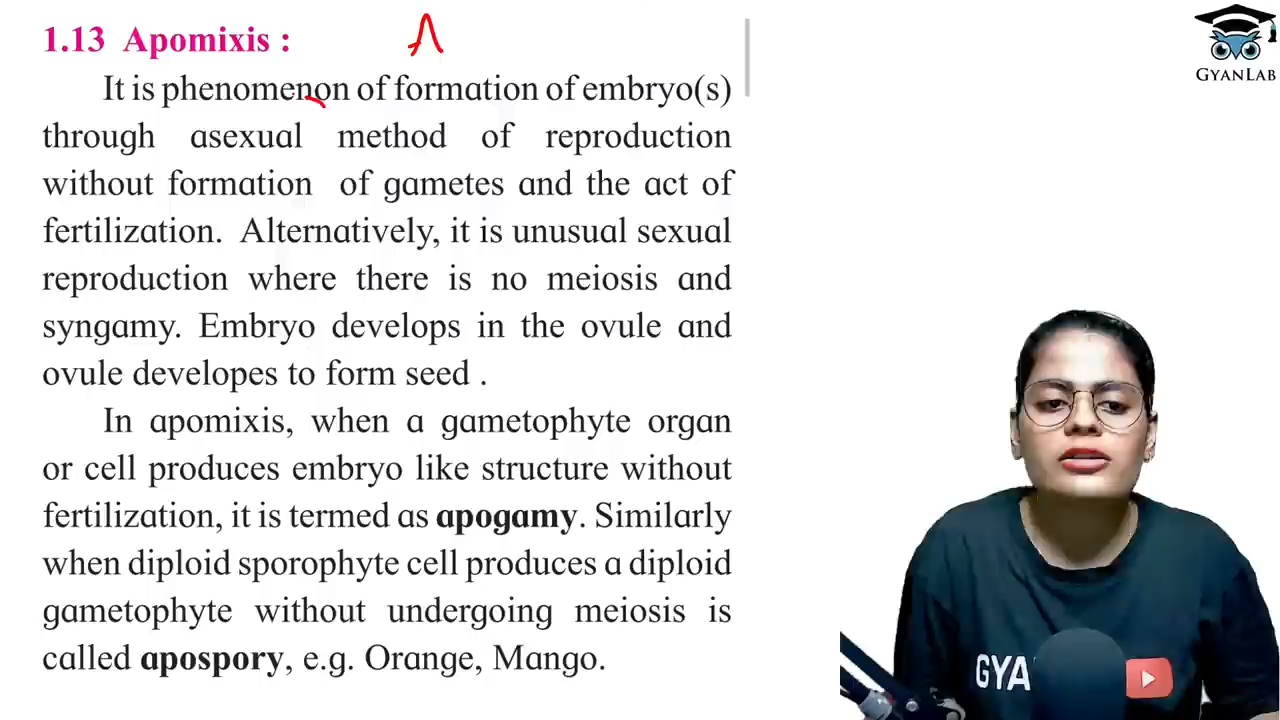 1.13 Apomixis :
A
GYANLAB
It is phenomenon of formation of embryo(s)
through asexual method of reproduction
without formation of gametes and the act of
fertilization. Alternatively, it is unusual sexual
reproduction where there is no meiosis and
syngamy. Embryo develops in the ovule and
ovule developes to form seed .
In apomixis, when a gametophyte organ
or cell produces embryo like structure without
fertilization, it is termed as apogamy. Similarly
when diploid sporophyte cell produces a diploid
gametophyte without undergoing meiosis is
called apospory, e.g. Orange, Mango.
GYA